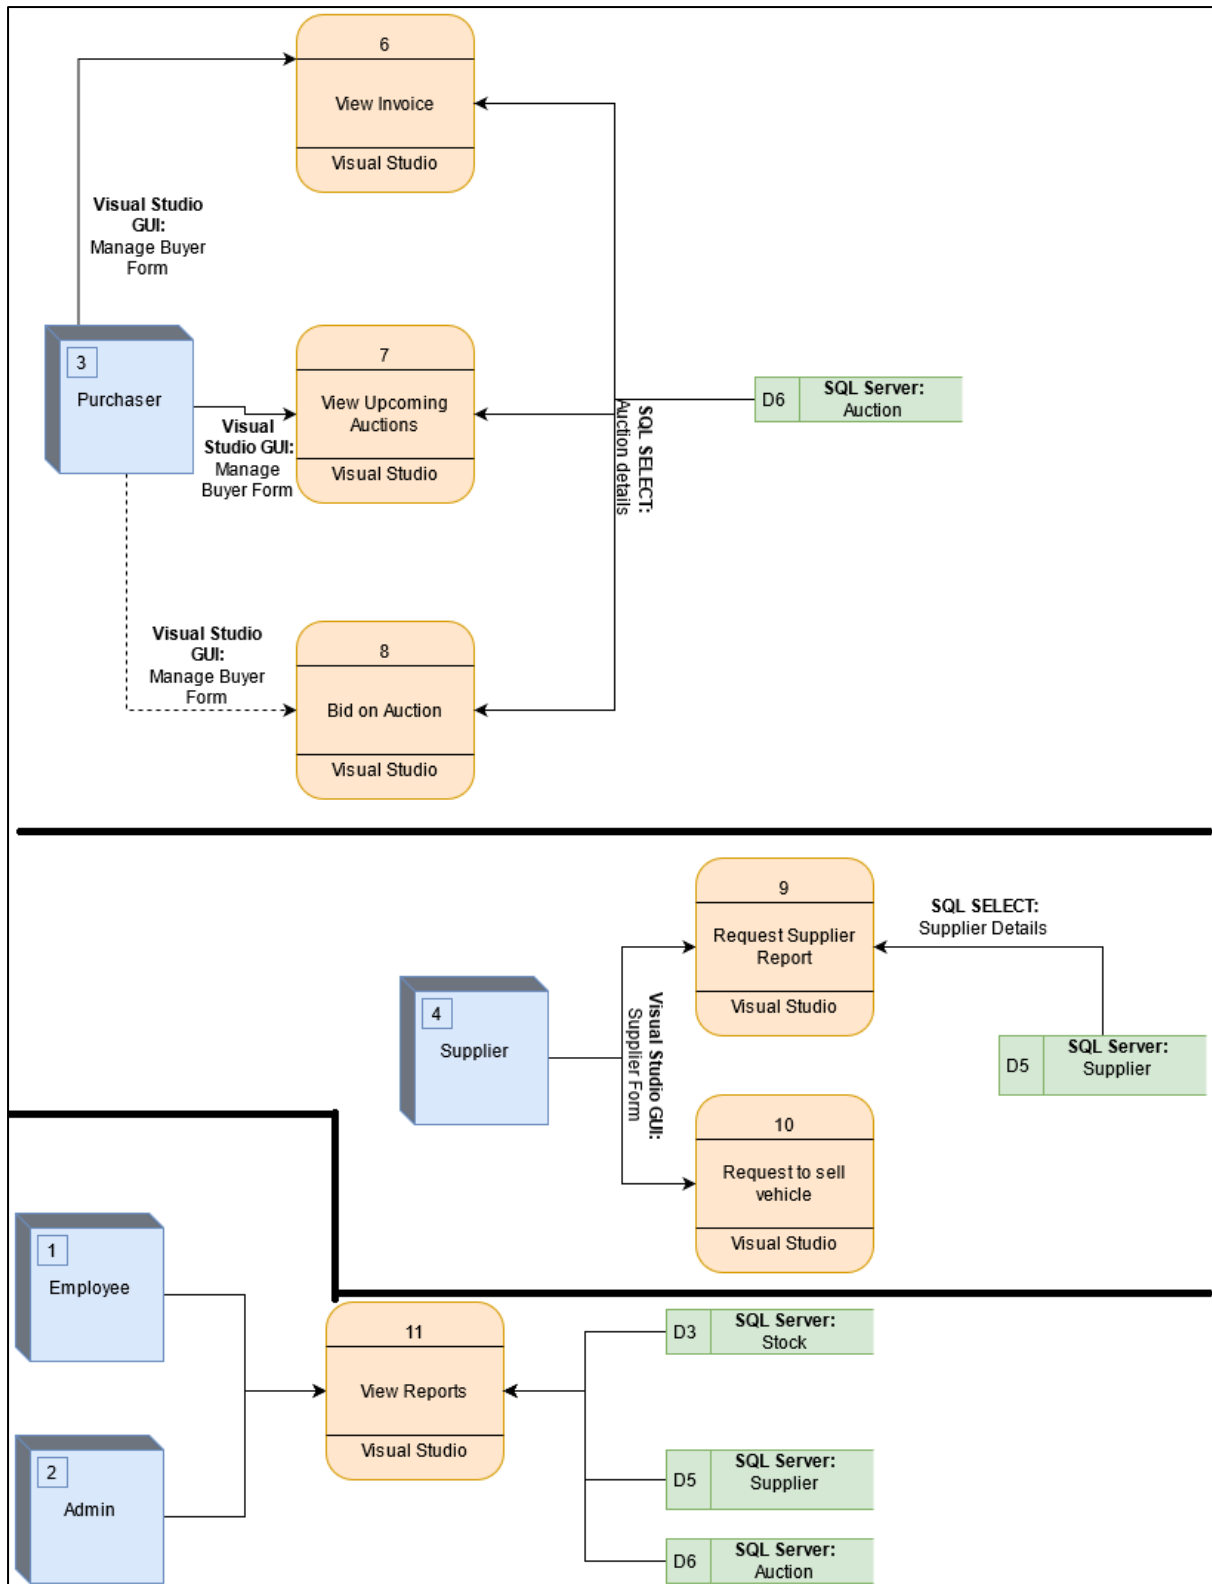 6
View Invoice
Visual Studio
Visual Studio
GUI:
Manage Buyer
Form
3
Purchaser
7
View Upcoming
Auctions
Visual Studio
Visual
Studio GUI:
Manage
Buyer Form
SQL SELECT:
Auction details
D6
SQL Server:
Auction
Visual Studio
GUI:
Manage Buyer
Form
8
Bid on Auction
Visual Studio
9
Request Supplier
Report
Visual Studio
SQL SELECT:
Supplier Details
4
Supplier
Visual Studio GUI:
Supplier Form
D5
SQL Server:
Supplier
10
Request to sell
vehicle
Visual Studio
1
Employee
11
View Reports
Visual Studio
D3
SQL Server:
Stock
2
Admin
D5
SQL Server:
Supplier
D6
SQL Server:
Auction